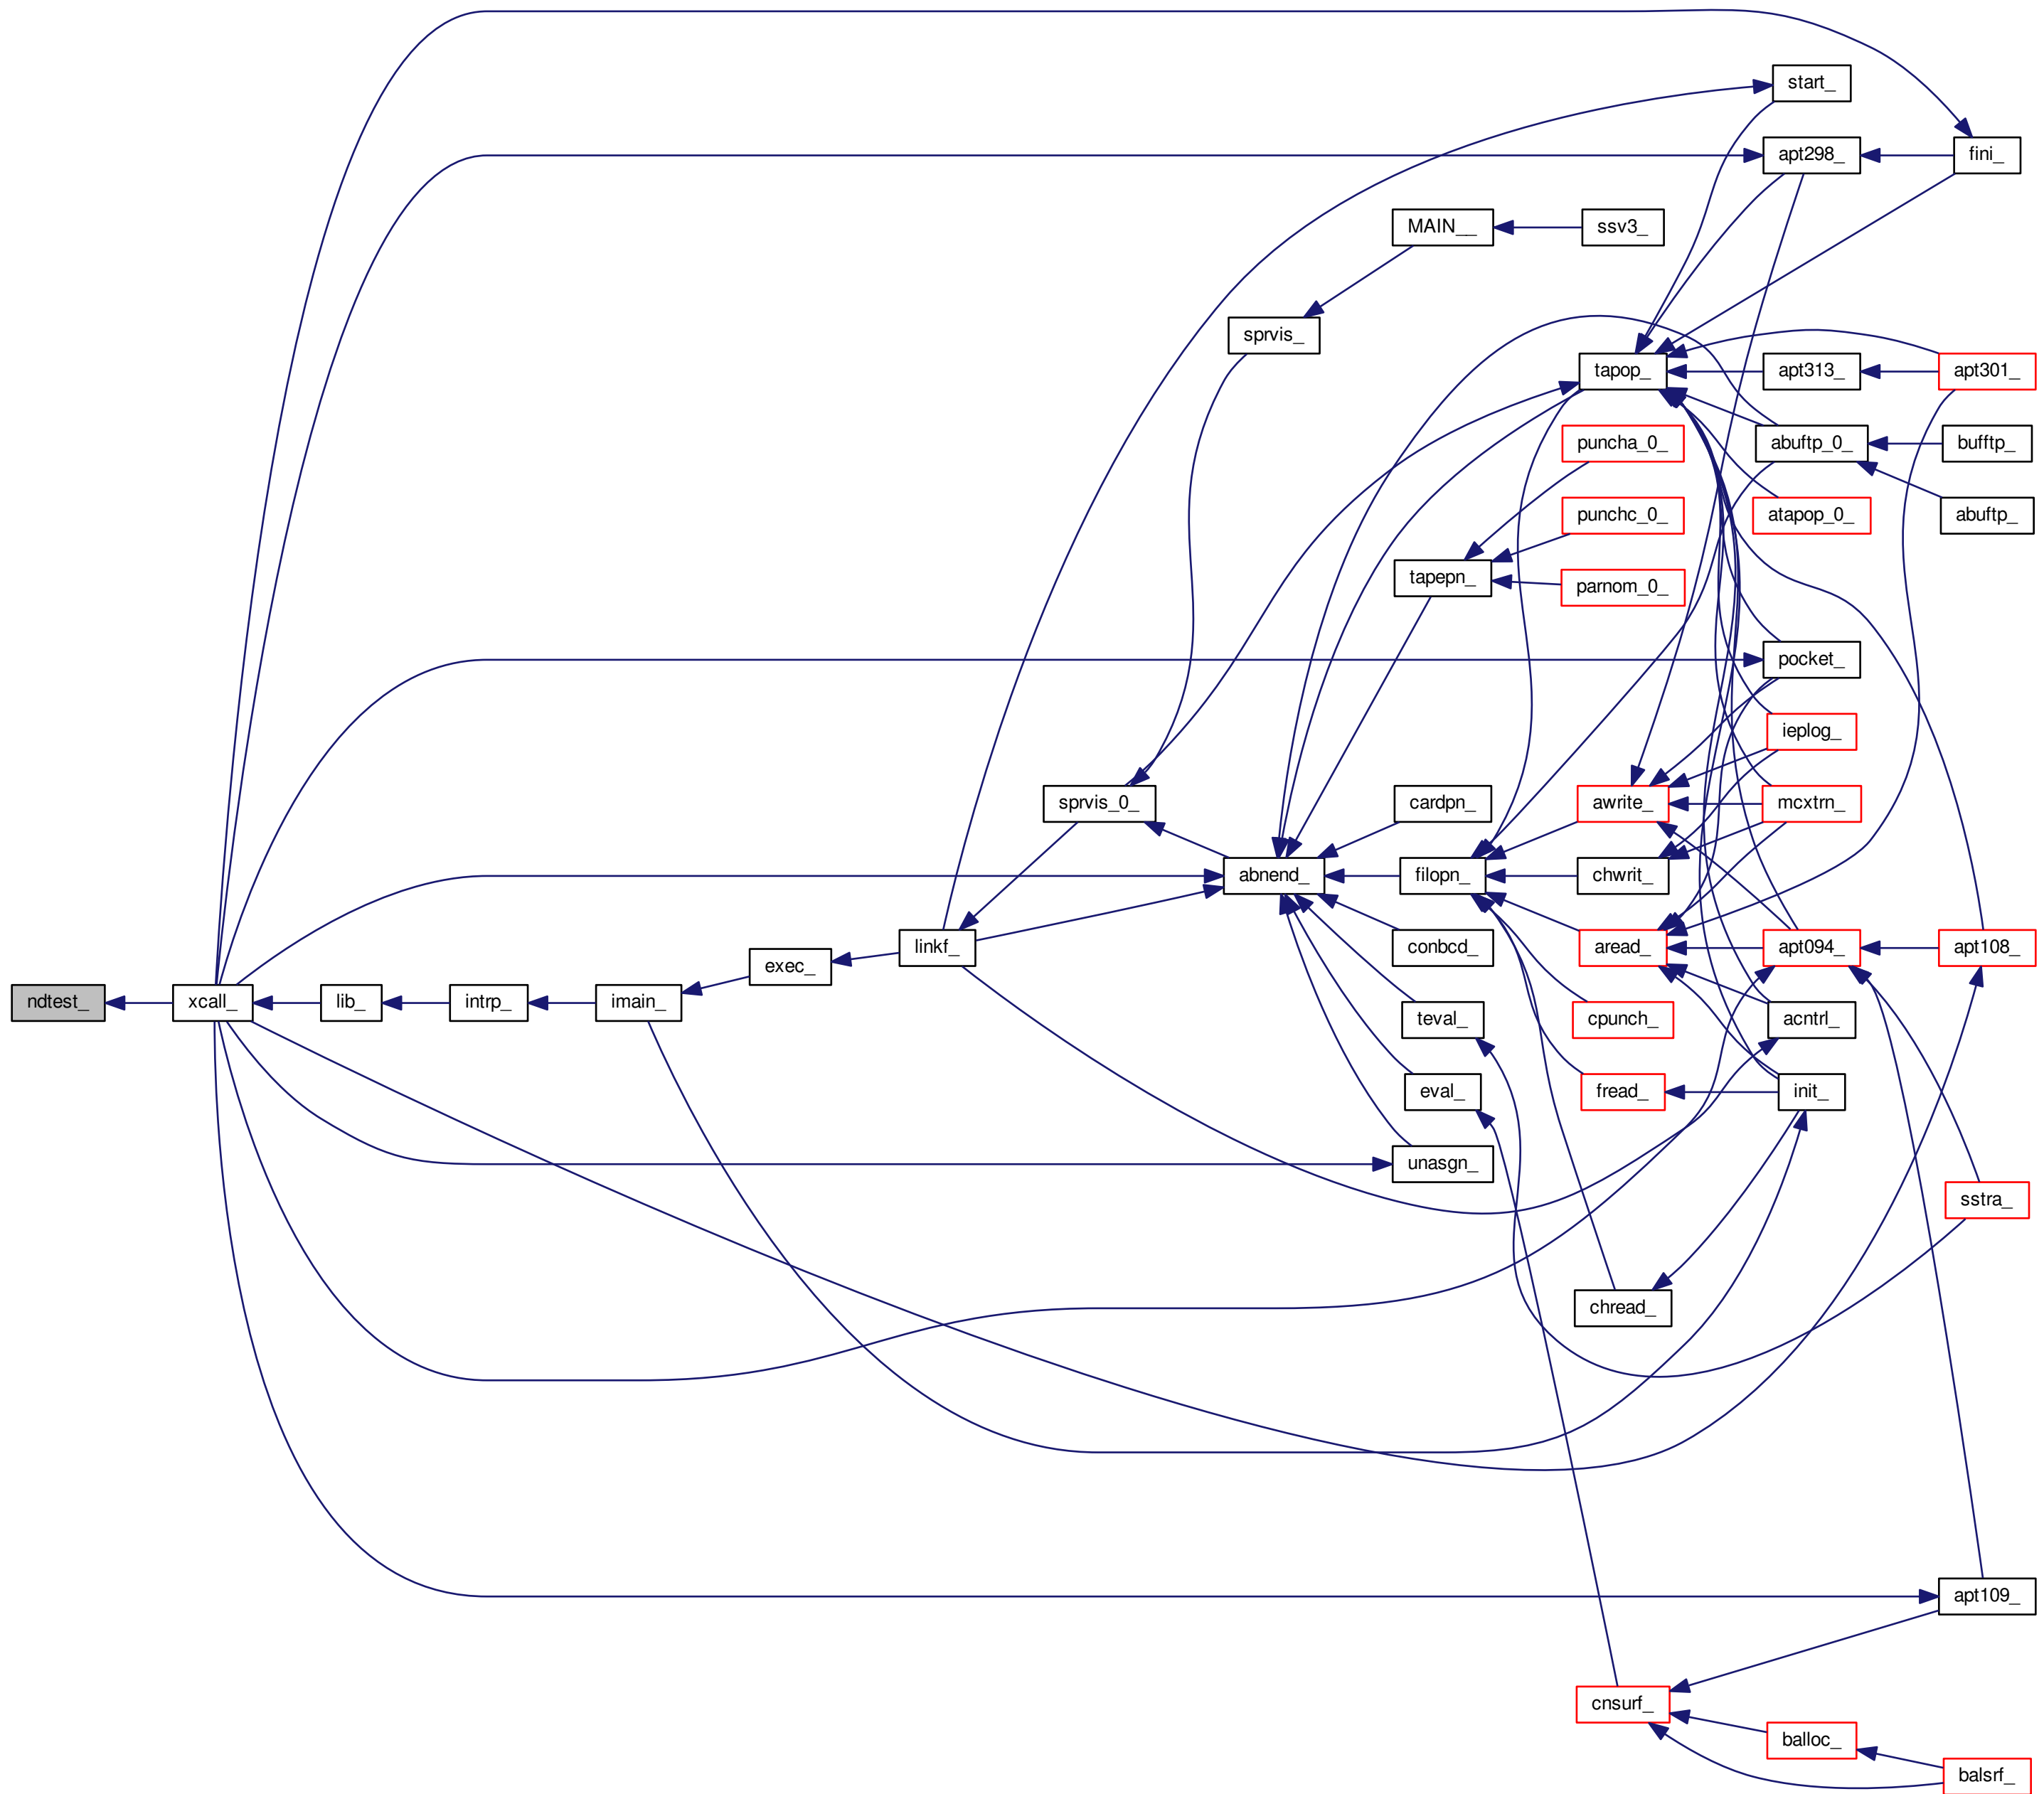 start_
apt298_
fini_
MAIN__
ssv3_
sprvis_
tapop_
apt313_
apt301_
puncha_0_
abuftp_0_
bufftp_
punchc_0_
atapop_0_
abuftp_
tapepn_
parnom_0_
pocket_
ieplog_
sprvis_0_
cardpn_
awrite_
mcxtrn_
abnend_
filopn_
chwrit_
linkf_
conbcd_
aread_
apt094_
apt108_
exec_
ndtest_
xcall_
lib_
intrp_
imain_
teval_
cpunch_
acntrl_
eval_
fread_
init_
unasgn_
sstra_
chread_
apt109_
cnsurf_
balloc_
balsrf_